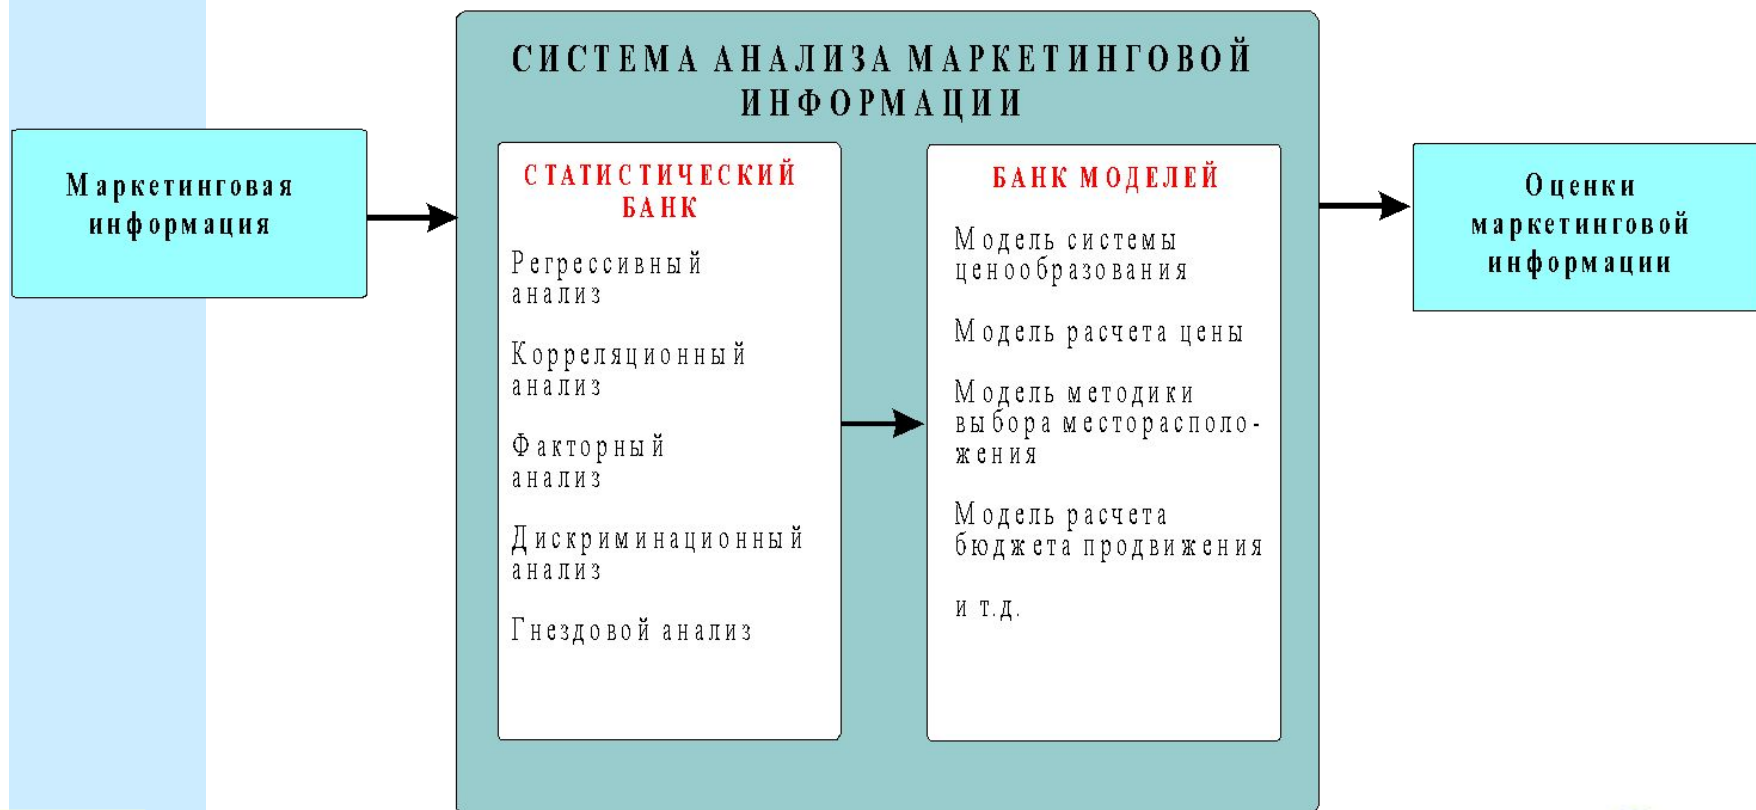 СИСТЕМА АНАЛИЗА МАРКЕТИНГОВОЙ
ИНФОРМАЦИИ
Маркетинговая
информация
СТАТИСТИЧЕСКИЙ
БАНК
Регрессивный
анализ
Корреляционный
анализ
Факторный
анализ
Дискриминационный
анализ
Гнездовой анализ
БАНК МОДЕЛЕЙ
Модель системы
ценообразования
Модель расчета цены
Модель методики
выбора месторасполо-
жения
Модель расчета
бюджета продвижения
и т.д.
Оценки
маркетинговой
информации